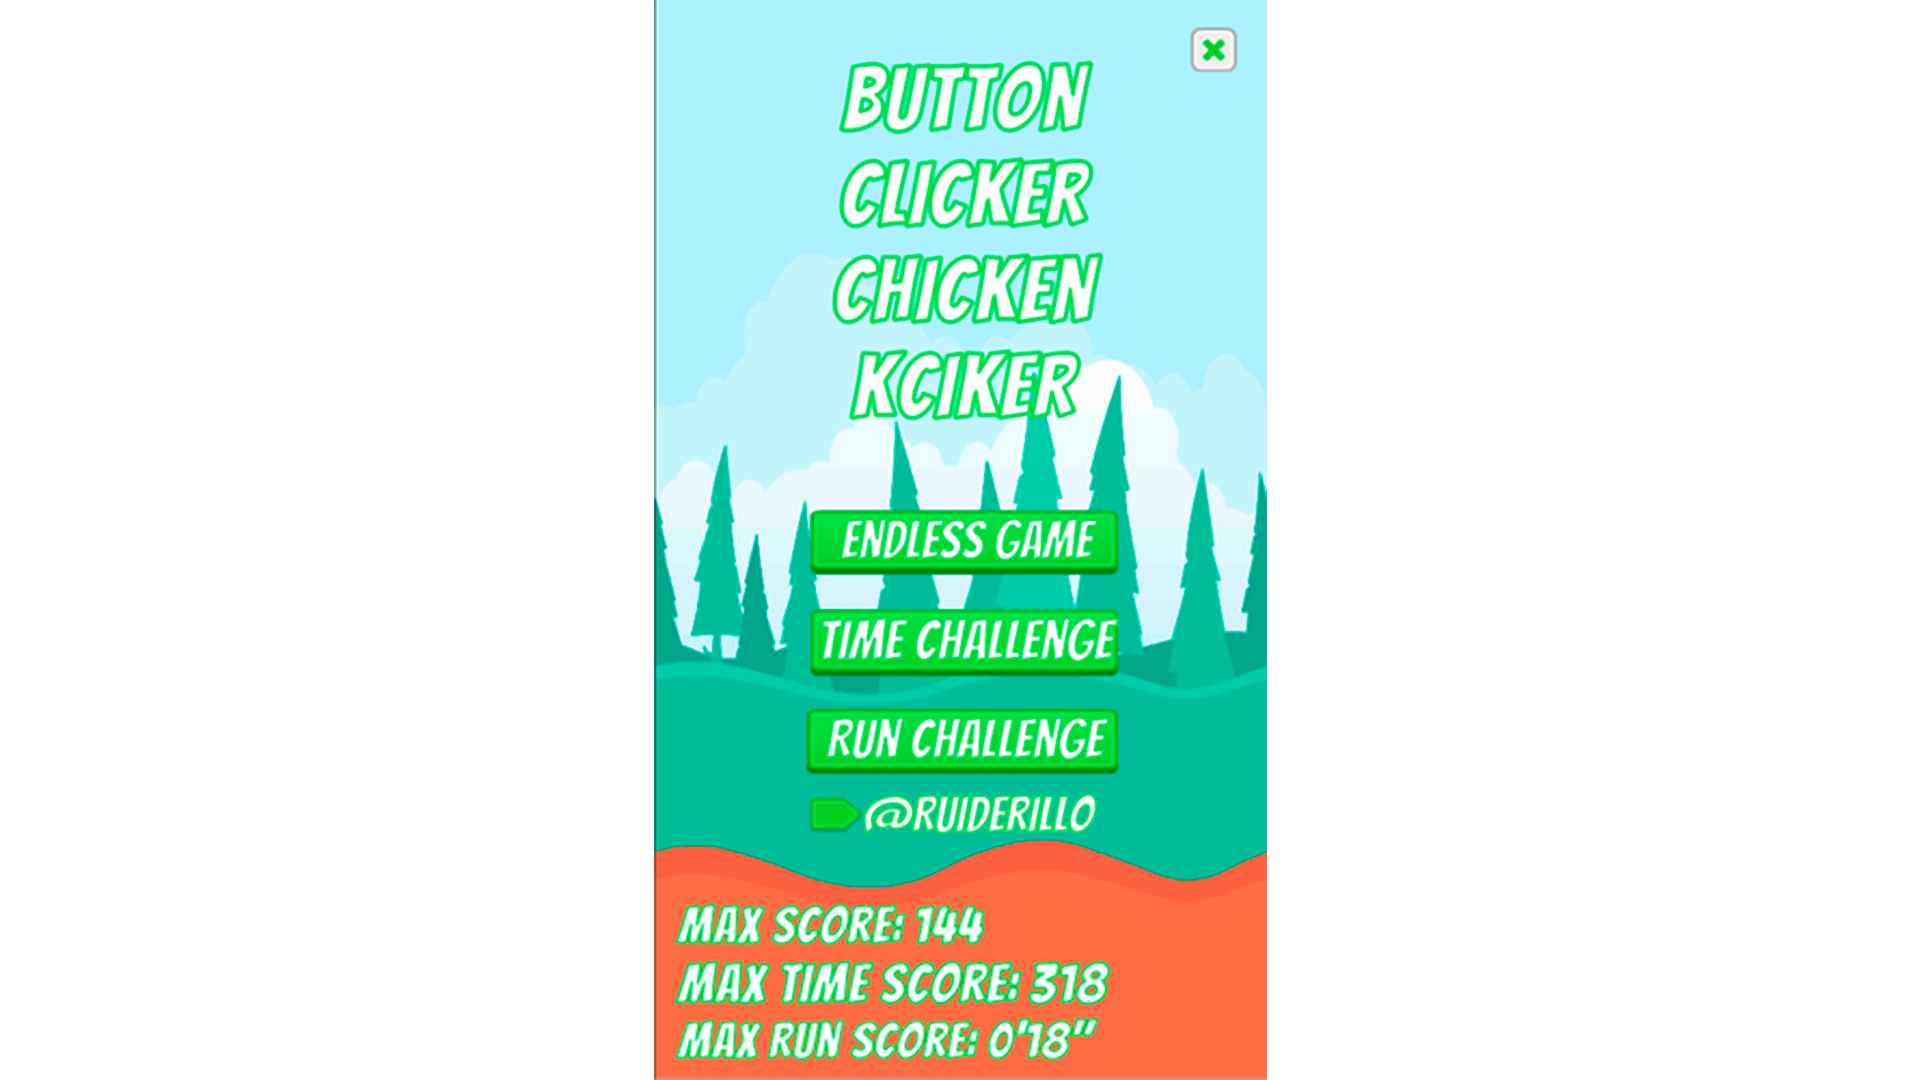 BUTTON
CLICKER
CHICKEN
KCIKER
ENDLESS GAME
TIME CHALLENGE
RUN CHALLENGE
@RUIDERILLO
MAX SCORE: 144
MAX TIME SCORE: 318
MAX RUN SCORE: 0'18''